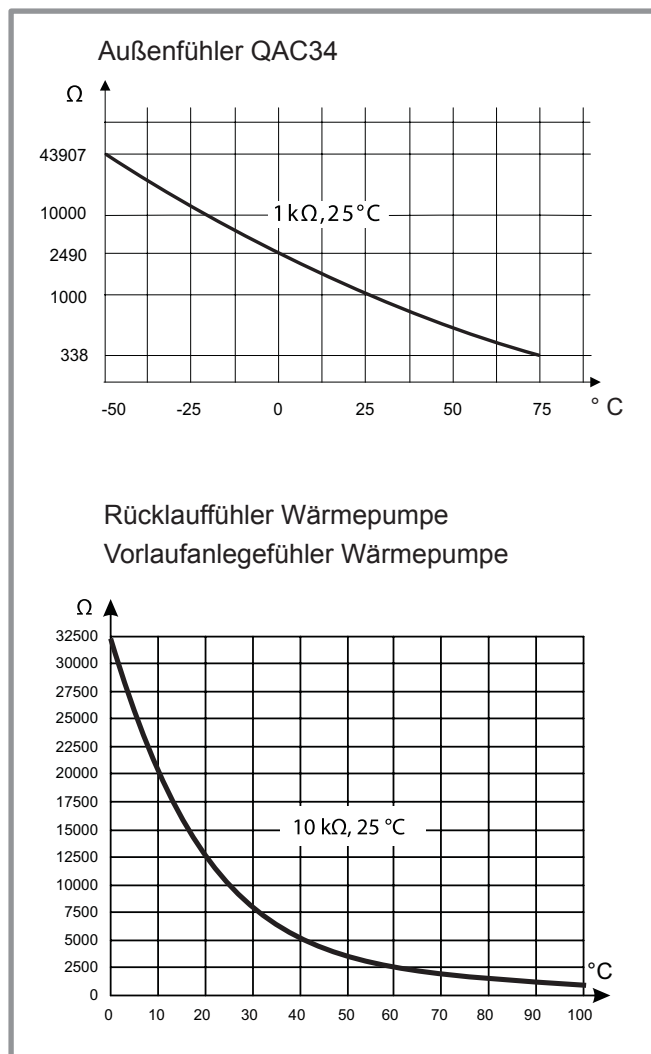 Außenfühler QAC34
Ω
43907
10000
2490
1000
338
1kΩ,25°C
-50 -25 0 25 50 75 ° C
Rücklauffühler Wärmepumpe
Vorlaufanlegefühler Wärmepumpe
Ω
32500
30000
27500
25000
22500
20000
17500
15000
12500
10000
7500
5000
2500
0
10 kΩ, 25 °C
°C
0 10 20 30 40 50 60 70 80 90 100